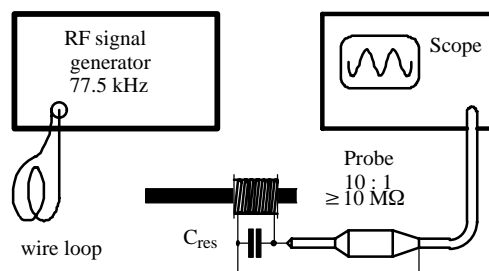 RF signal
generator
77.5 kHz
Scope
Probe
10 : 1
≥ 10 MΩ
Cres
wire loop